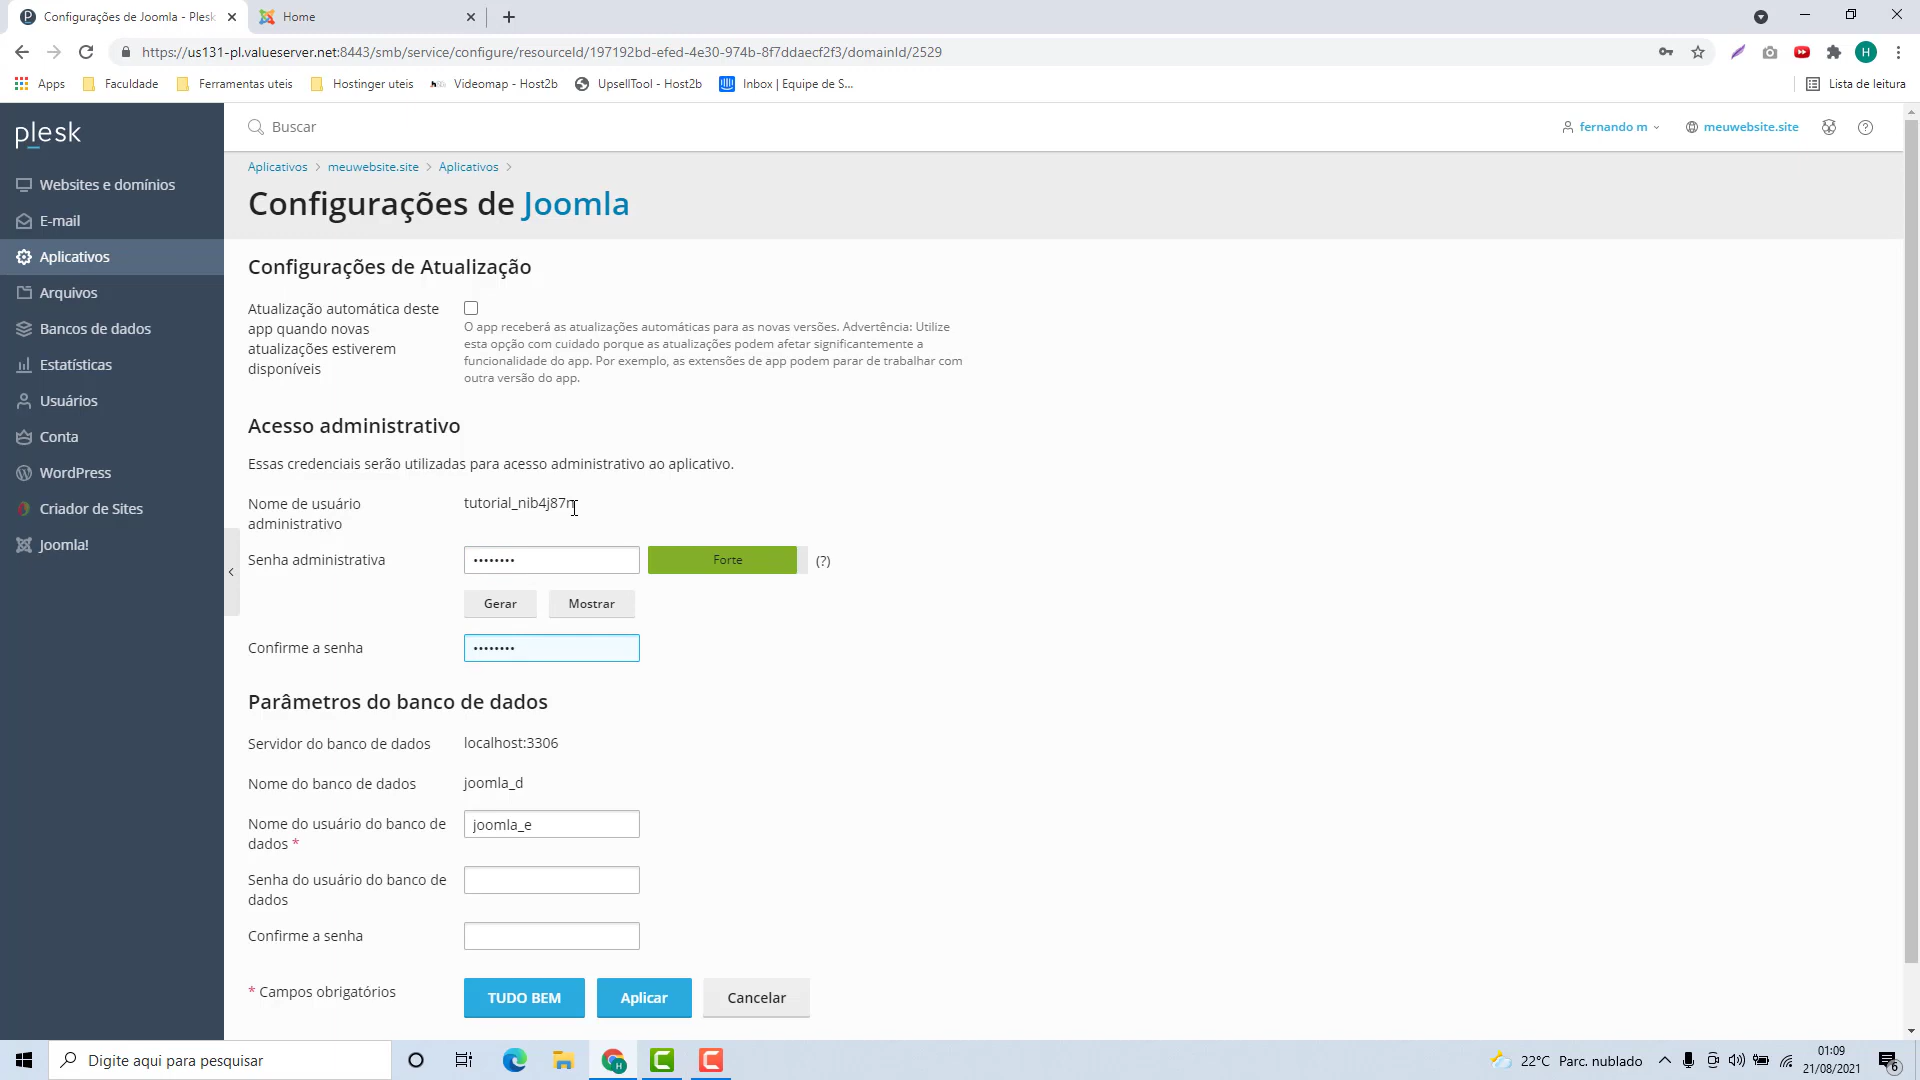 Configurações de Joomla - Plesk
Home
https://us131-pl.valueserver.net:8443/smb/service/configure/resourceId/197192bd-efed-4e30-974b-8f7ddaecf2f3/domainId/2529
H
Apps
Faculdade
Ferramentas uteis
Hostinger uteis
Videomap - Host2b
UpsellTool - Host2b
Inbox | Equipe de S...
Lista de leitura
plesk
Buscar
fernando m
meuwebsite.site
Websites e domínios
E-mail
Aplicativos
Arquivos
Bancos de dados
Estatísticas
Usuários
Conta
WordPress
Criador de Sites
Joomla!
Aplicativos > meuwebsite.site > Aplicativos >
Configurações de Joomla
Configurações de Atualização
Atualização automática deste
app quando novas
atualizações estiverem
disponíveis
O app receberá as atualizações automáticas para as novas versões. Advertência: Utilize
esta opção com cuidado porque as atualizações podem afetar significantemente a
funcionalidade do app. Por exemplo, as extensões de app podem parar de trabalhar com
outra versão do app.
Acesso administrativo
Essas credenciais serão utilizadas para acesso administrativo ao aplicativo.
Nome de usuário
administrativo
tutorial_nib4j87n
Senha administrativa
••••••••
Forte
(?)
Gerar
Mostrar
Confirme a senha
••••••••
Parâmetros do banco de dados
Servidor do banco de dados
localhost:3306
Nome do banco de dados
joomla_d
Nome do usuário do banco de
dados *
joomla_e
Senha do usuário do banco de
dados
Confirme a senha
* Campos obrigatórios
TUDO BEM
Aplicar
Cancelar
Digite aqui para pesquisar
22°C Parc. nublado
01:09
21/08/2021
6